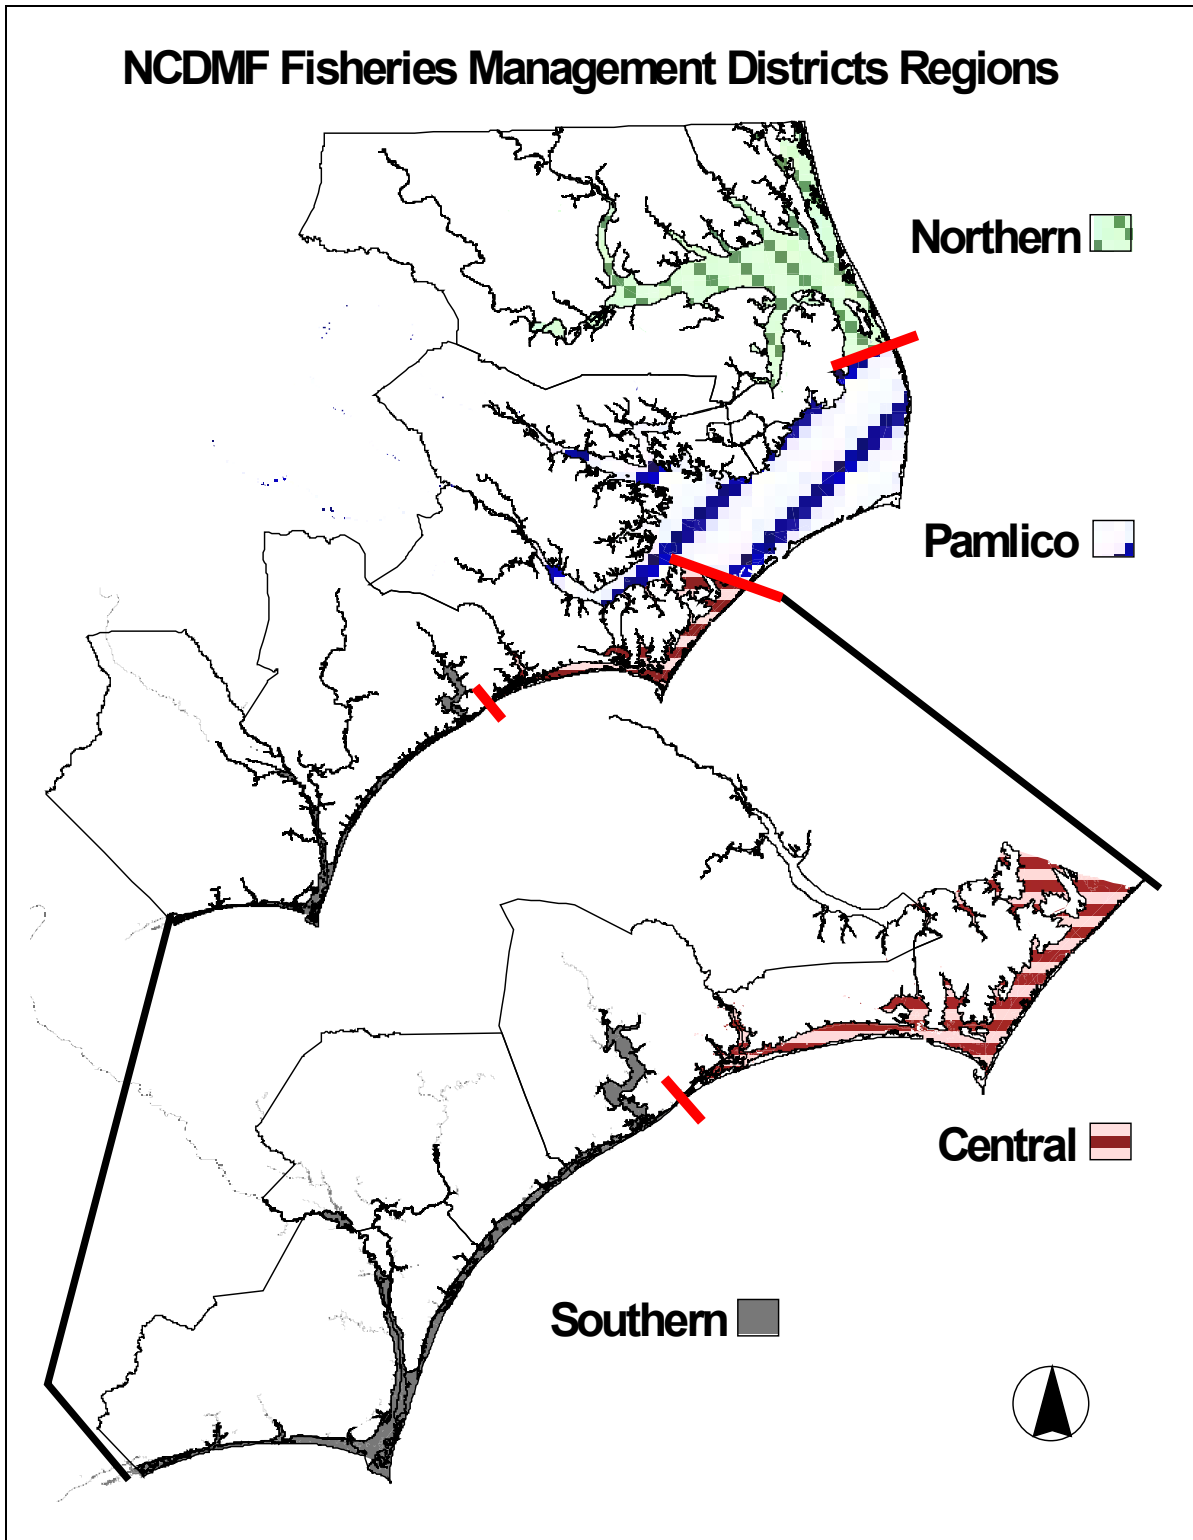 NCDMF Fisheries Management Districts Regions
Northern
Pamlico
Central
Southern